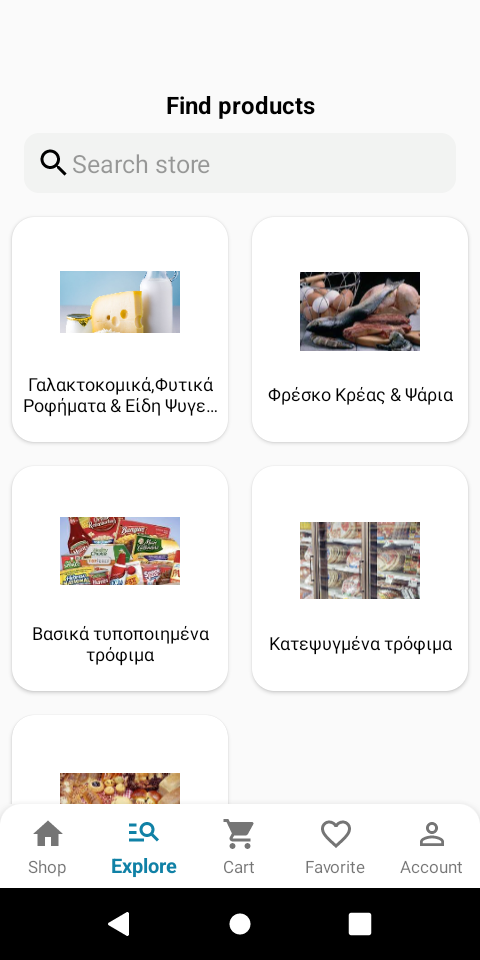 Find products
Search store
Γαλακτοκομικά,Φυτικά
Ροφήματα & Είδη Ψυγε...
Φρέσκο Κρέας & Ψάρια
Βασικά τυποποιημένα
τρόφιμα
Κατεψυγμένα τρόφιμα
Shop
Explore
Cart
Favorite
Account